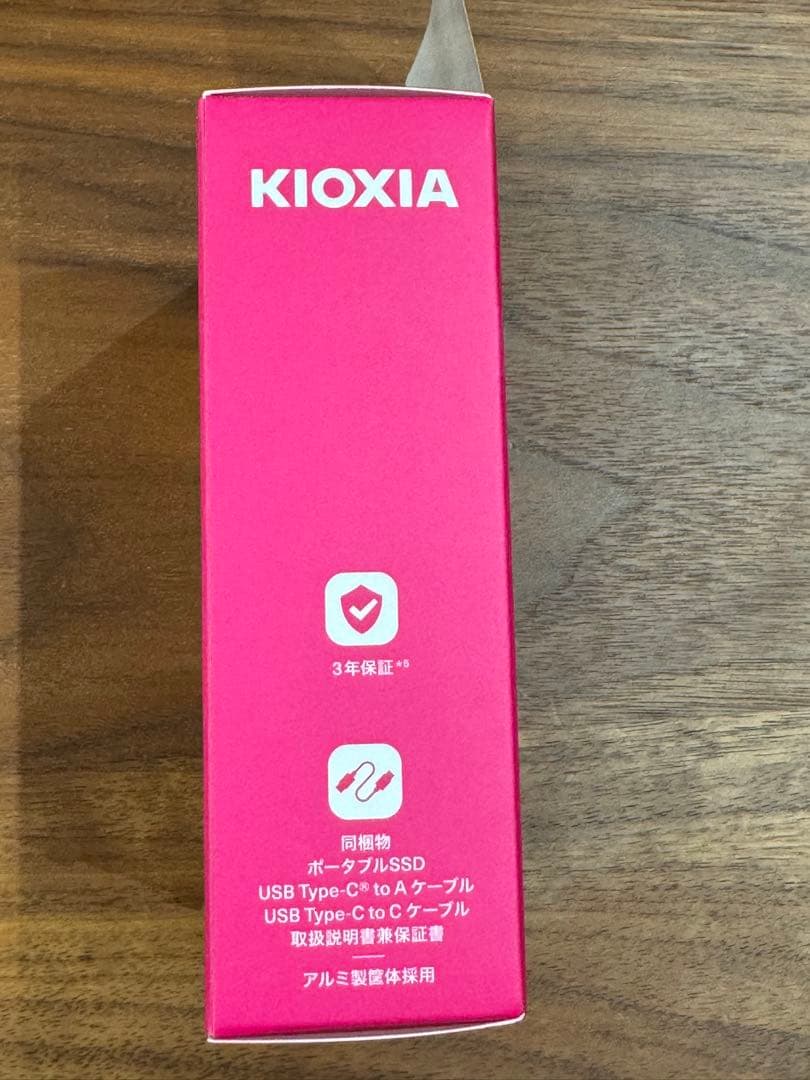 KIOXIA
3年保証*5
同梱物
ポータブルSSD
USB Type-C® to A ケーブル
USB Type-C to C ケーブル
取扱説明書兼保証書
アルミ製筐体採用